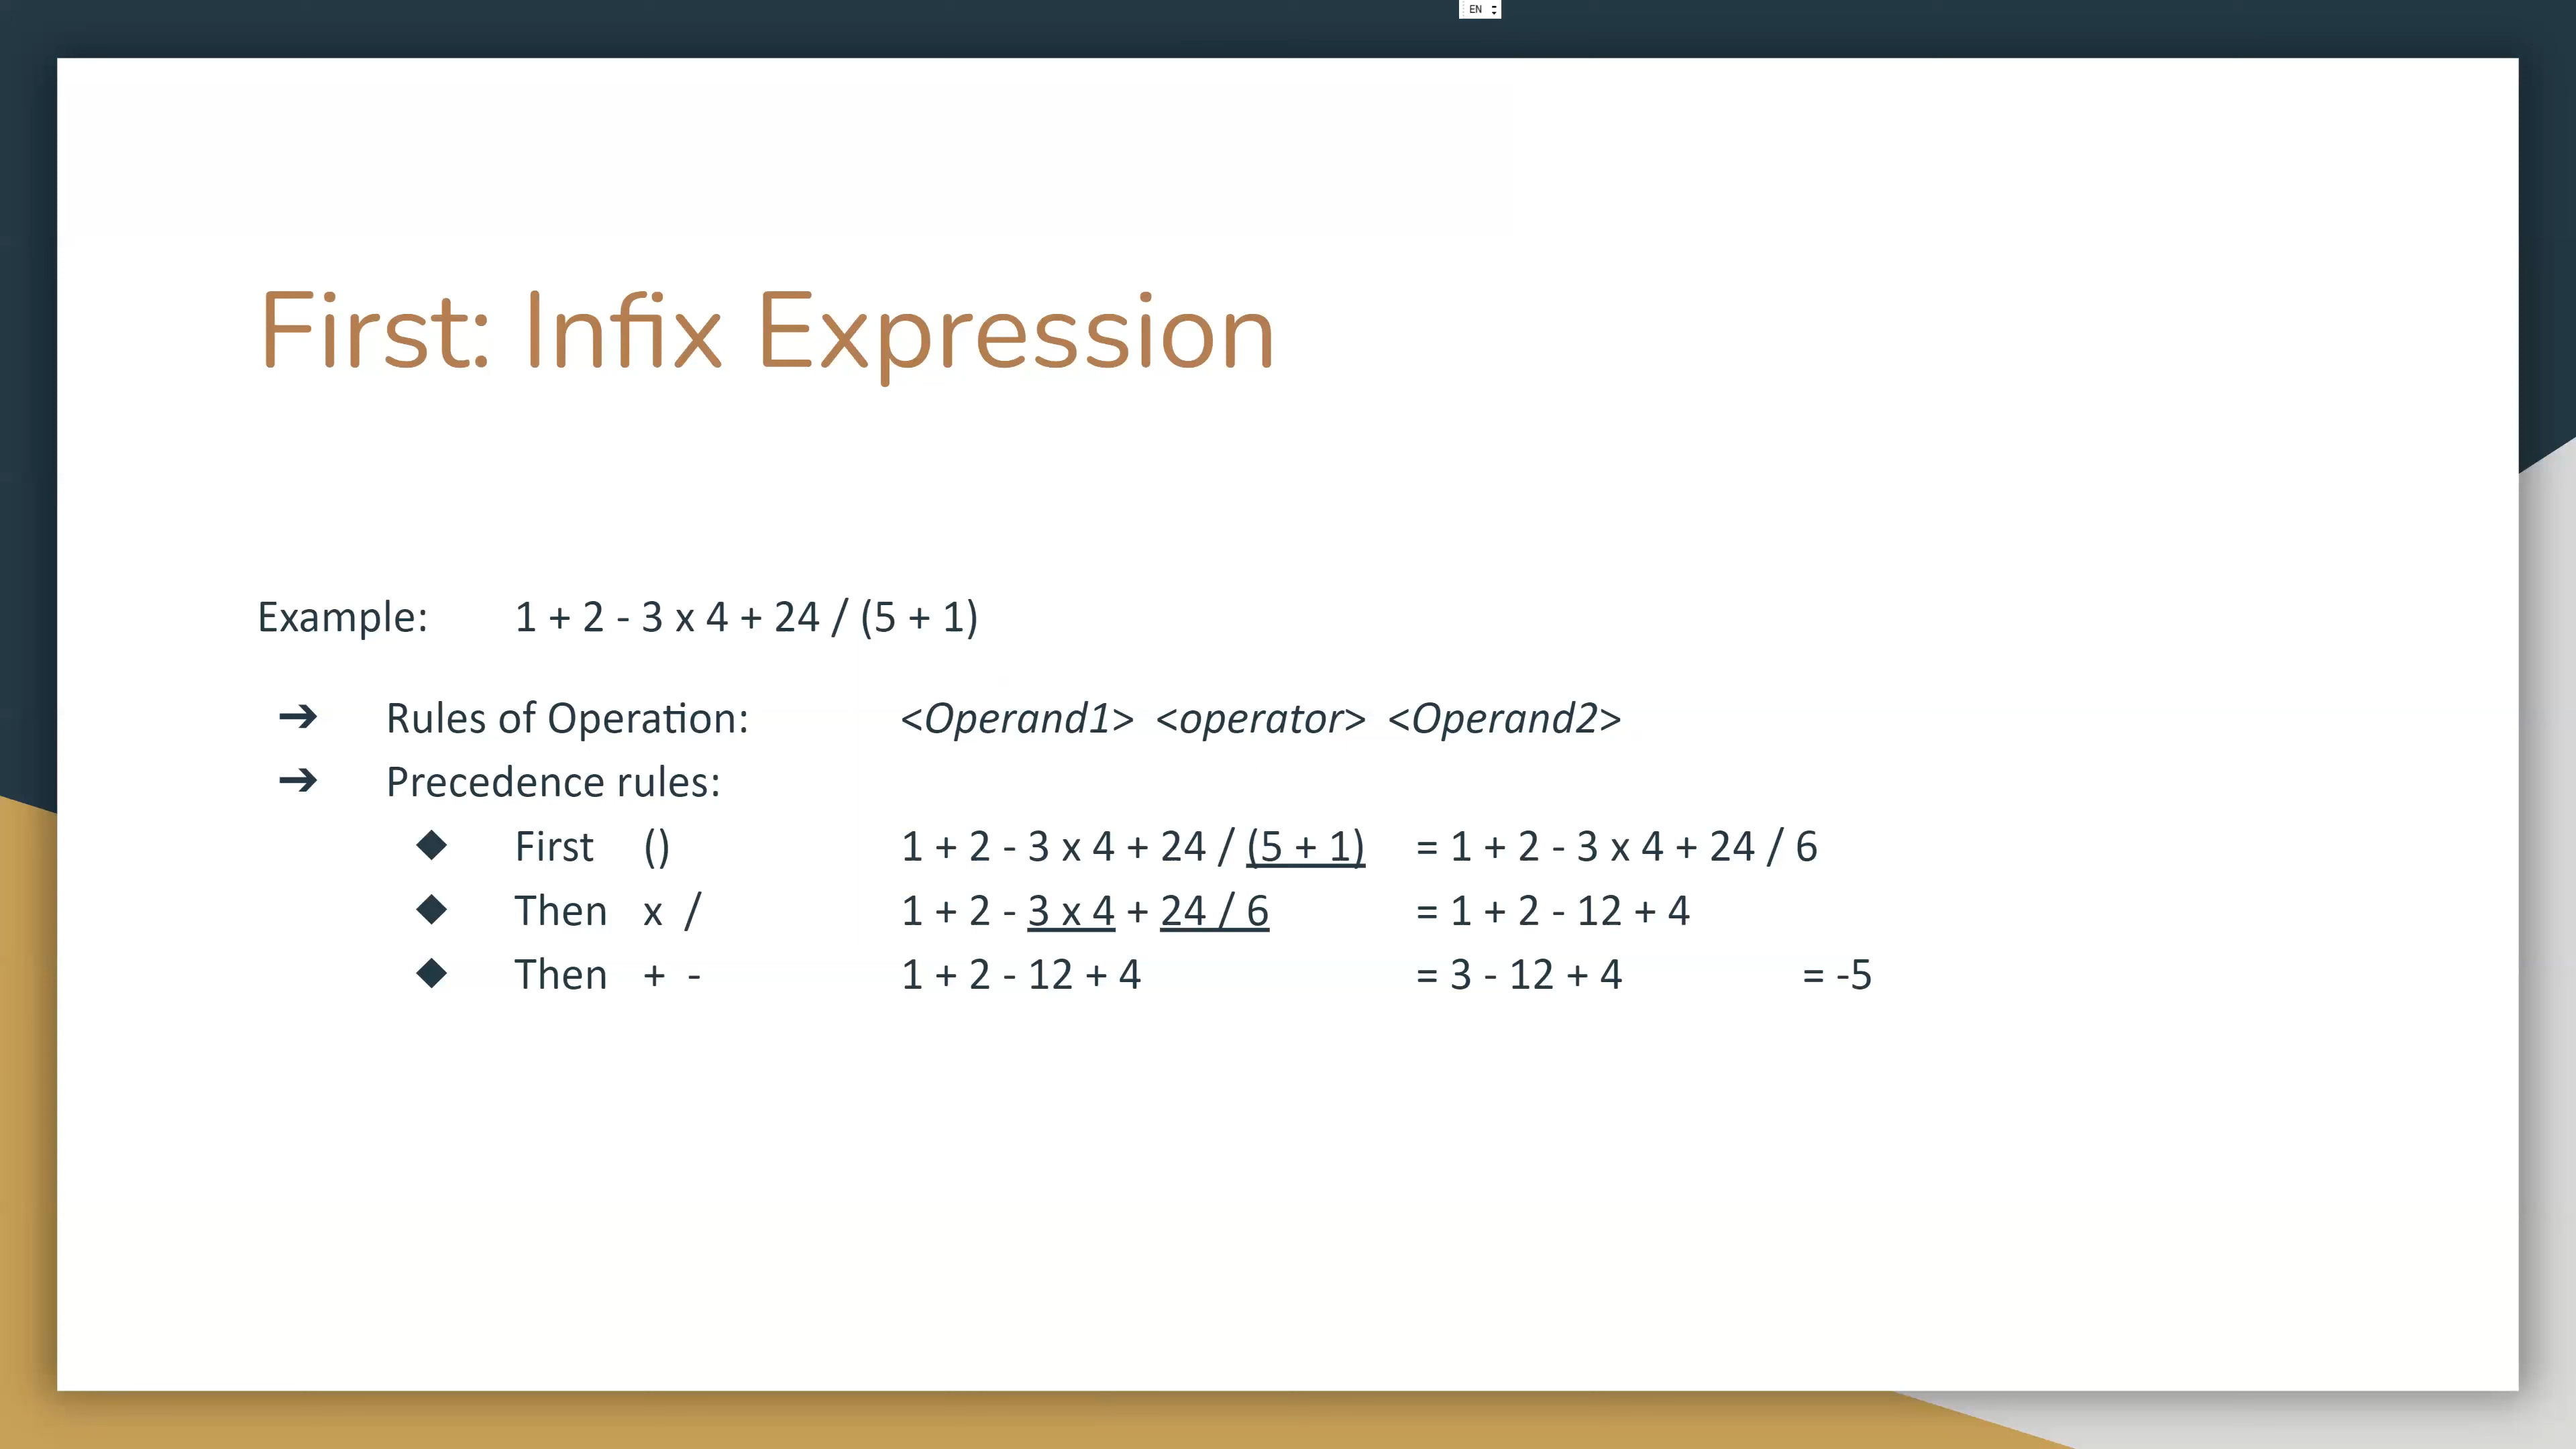 EN
First: Infix Expression
Example: 1 + 2 - 3 x 4 + 24 / (5 + 1)
➔ Rules of Operation: <Operand1> <operator> <Operand2>
➔ Precedence rules:
◆ First () 1 + 2 - 3 x 4 + 24 / (5 + 1) = 1 + 2 - 3 x 4 + 24 / 6
◆ Then x / 1 + 2 - 3 x 4 + 24 / 6 = 1 + 2 - 12 + 4
◆ Then + - 1 + 2 - 12 + 4 = 3 - 12 + 4 = -5